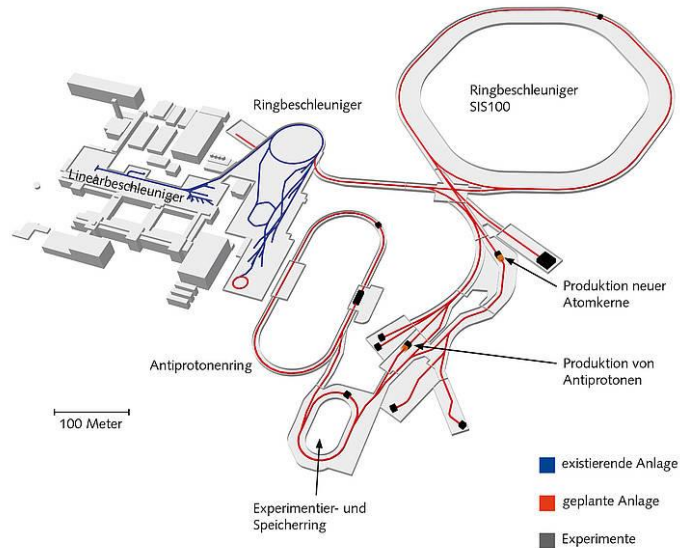 Ringbeschleuniger
SIS100
Ringbeschleuniger
Linearbeschleuniger
Produktion neuer
Atomkerne
Antiprotonenring
Produktion von
Antiprotonen
100 Meter
Experimentier- und
Speicherring
existierende Anlage
geplante Anlage
Experimente